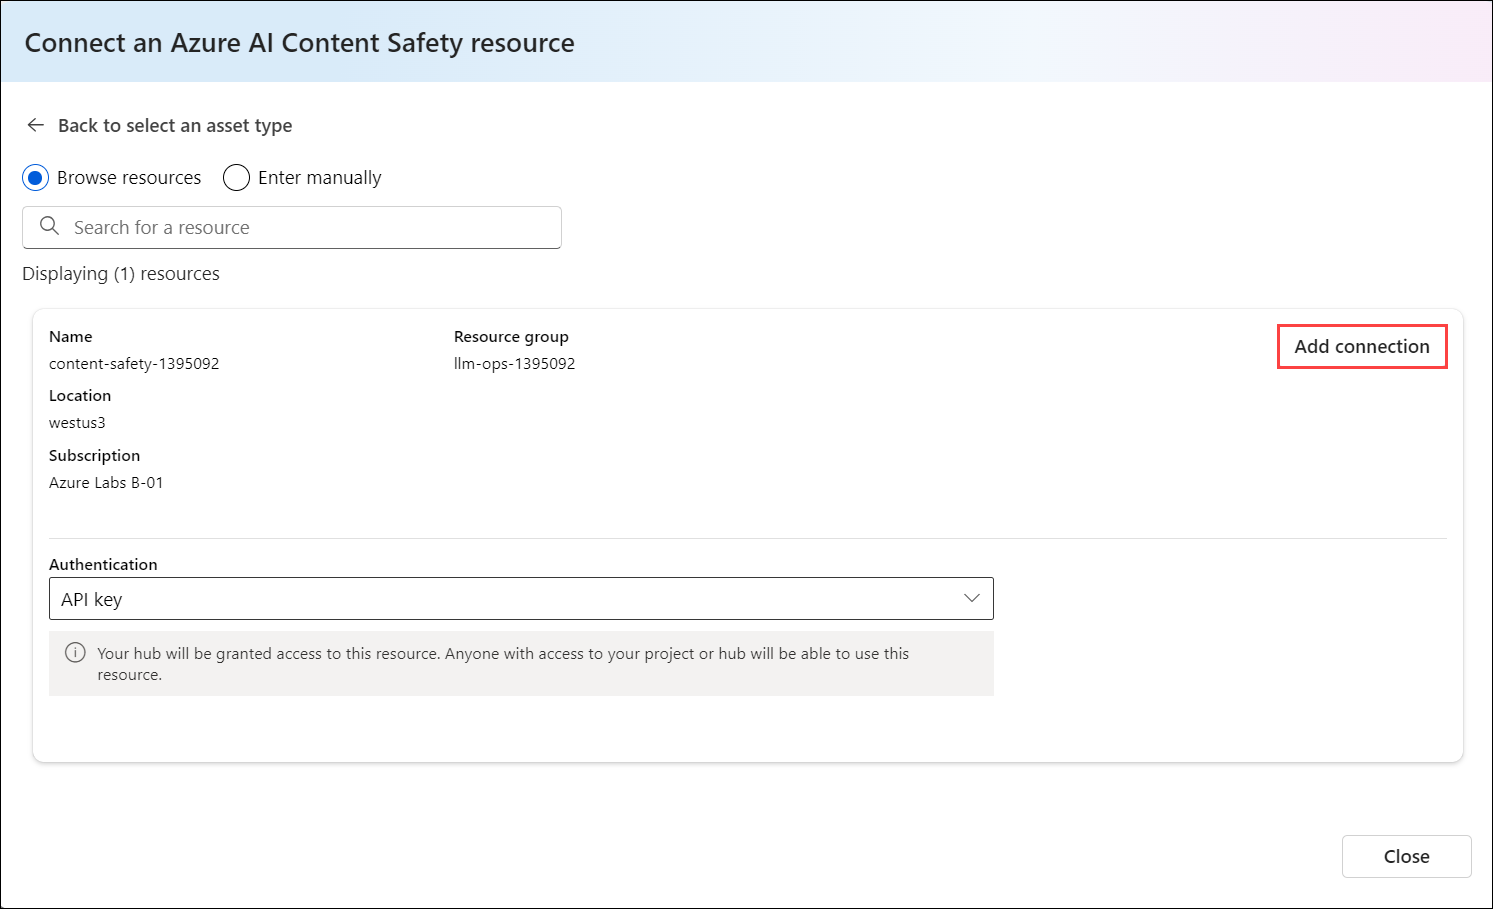 Connect an Azure AI Content Safety resource
Back to select an asset type
Browse resources
Enter manually
Search for a resource
Displaying (1) resources
Name
content-safety-1395092
Resource group
llm-ops-1395092
Add connection
Location
westus3
Subscription
Azure Labs B-01
Authentication
API key
Your hub will be granted access to this resource. Anyone with access to your project or hub will be able to use this
resource.
Close